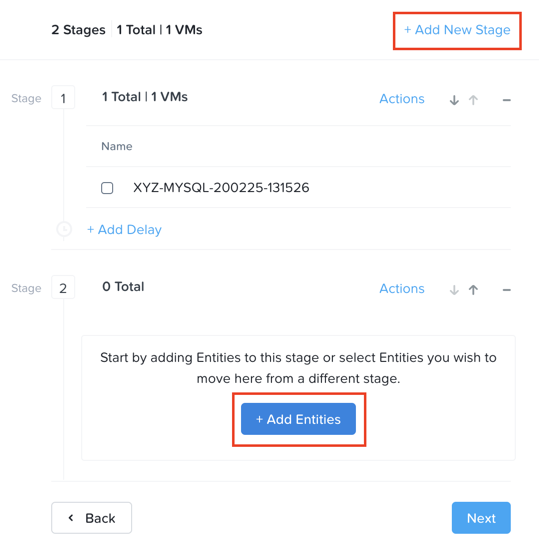 2 Stages 1 Total | 1 VMs + Add New Stage
Stage 1 1 Total | 1 VMs Actions
Name
XYZ-MYSQL-200225-131526
+ Add Delay
Stage 2 0 Total Actions
Start by adding Entities to this stage or select Entities you wish to
move here from a different stage.
+ Add Entities
Back Next